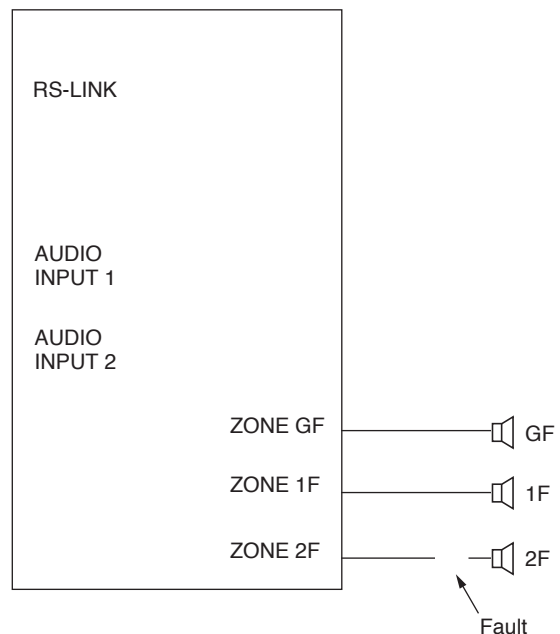 RS-LINK
AUDIO
INPUT 1
AUDIO
INPUT 2
ZONE GF
GF
ZONE 1F
1F
ZONE 2F
2F
Fault